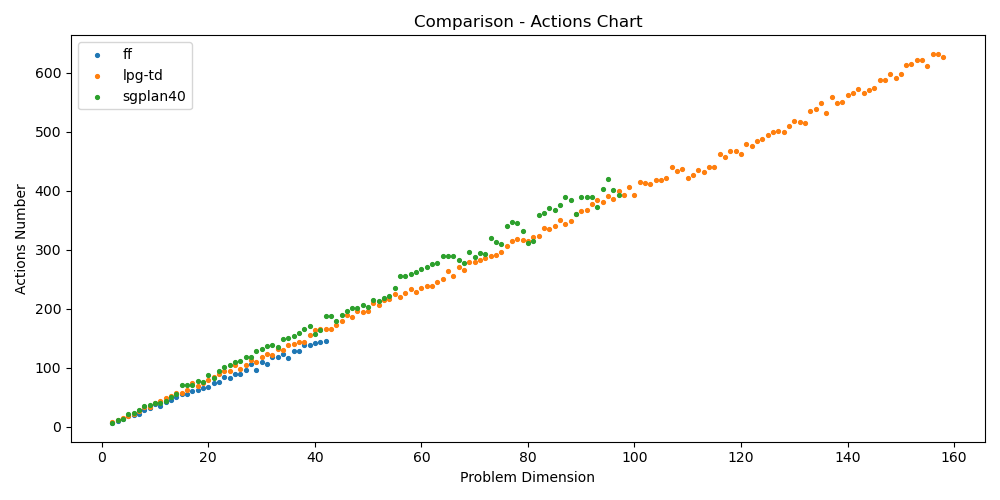 Comparison - Actions Chart
ff
lpg-td
sgplan40
Actions Number
600
500
400
300
200
100
0
0 20 40 60 80 100 120 140 160
Problem Dimension